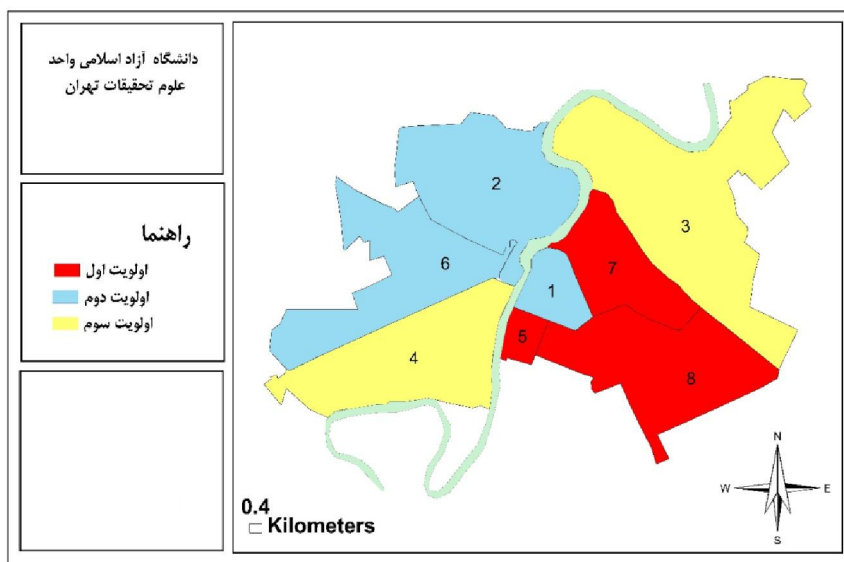 دانشگاه آزاد اسلامی واحد
علوم تحقیقات تهران
راهنما
اولویت اول
اولویت دوم
اولویت سوم
2
3
6
7
1
5
4
8
N
W
E
S
0.4
Kilometers